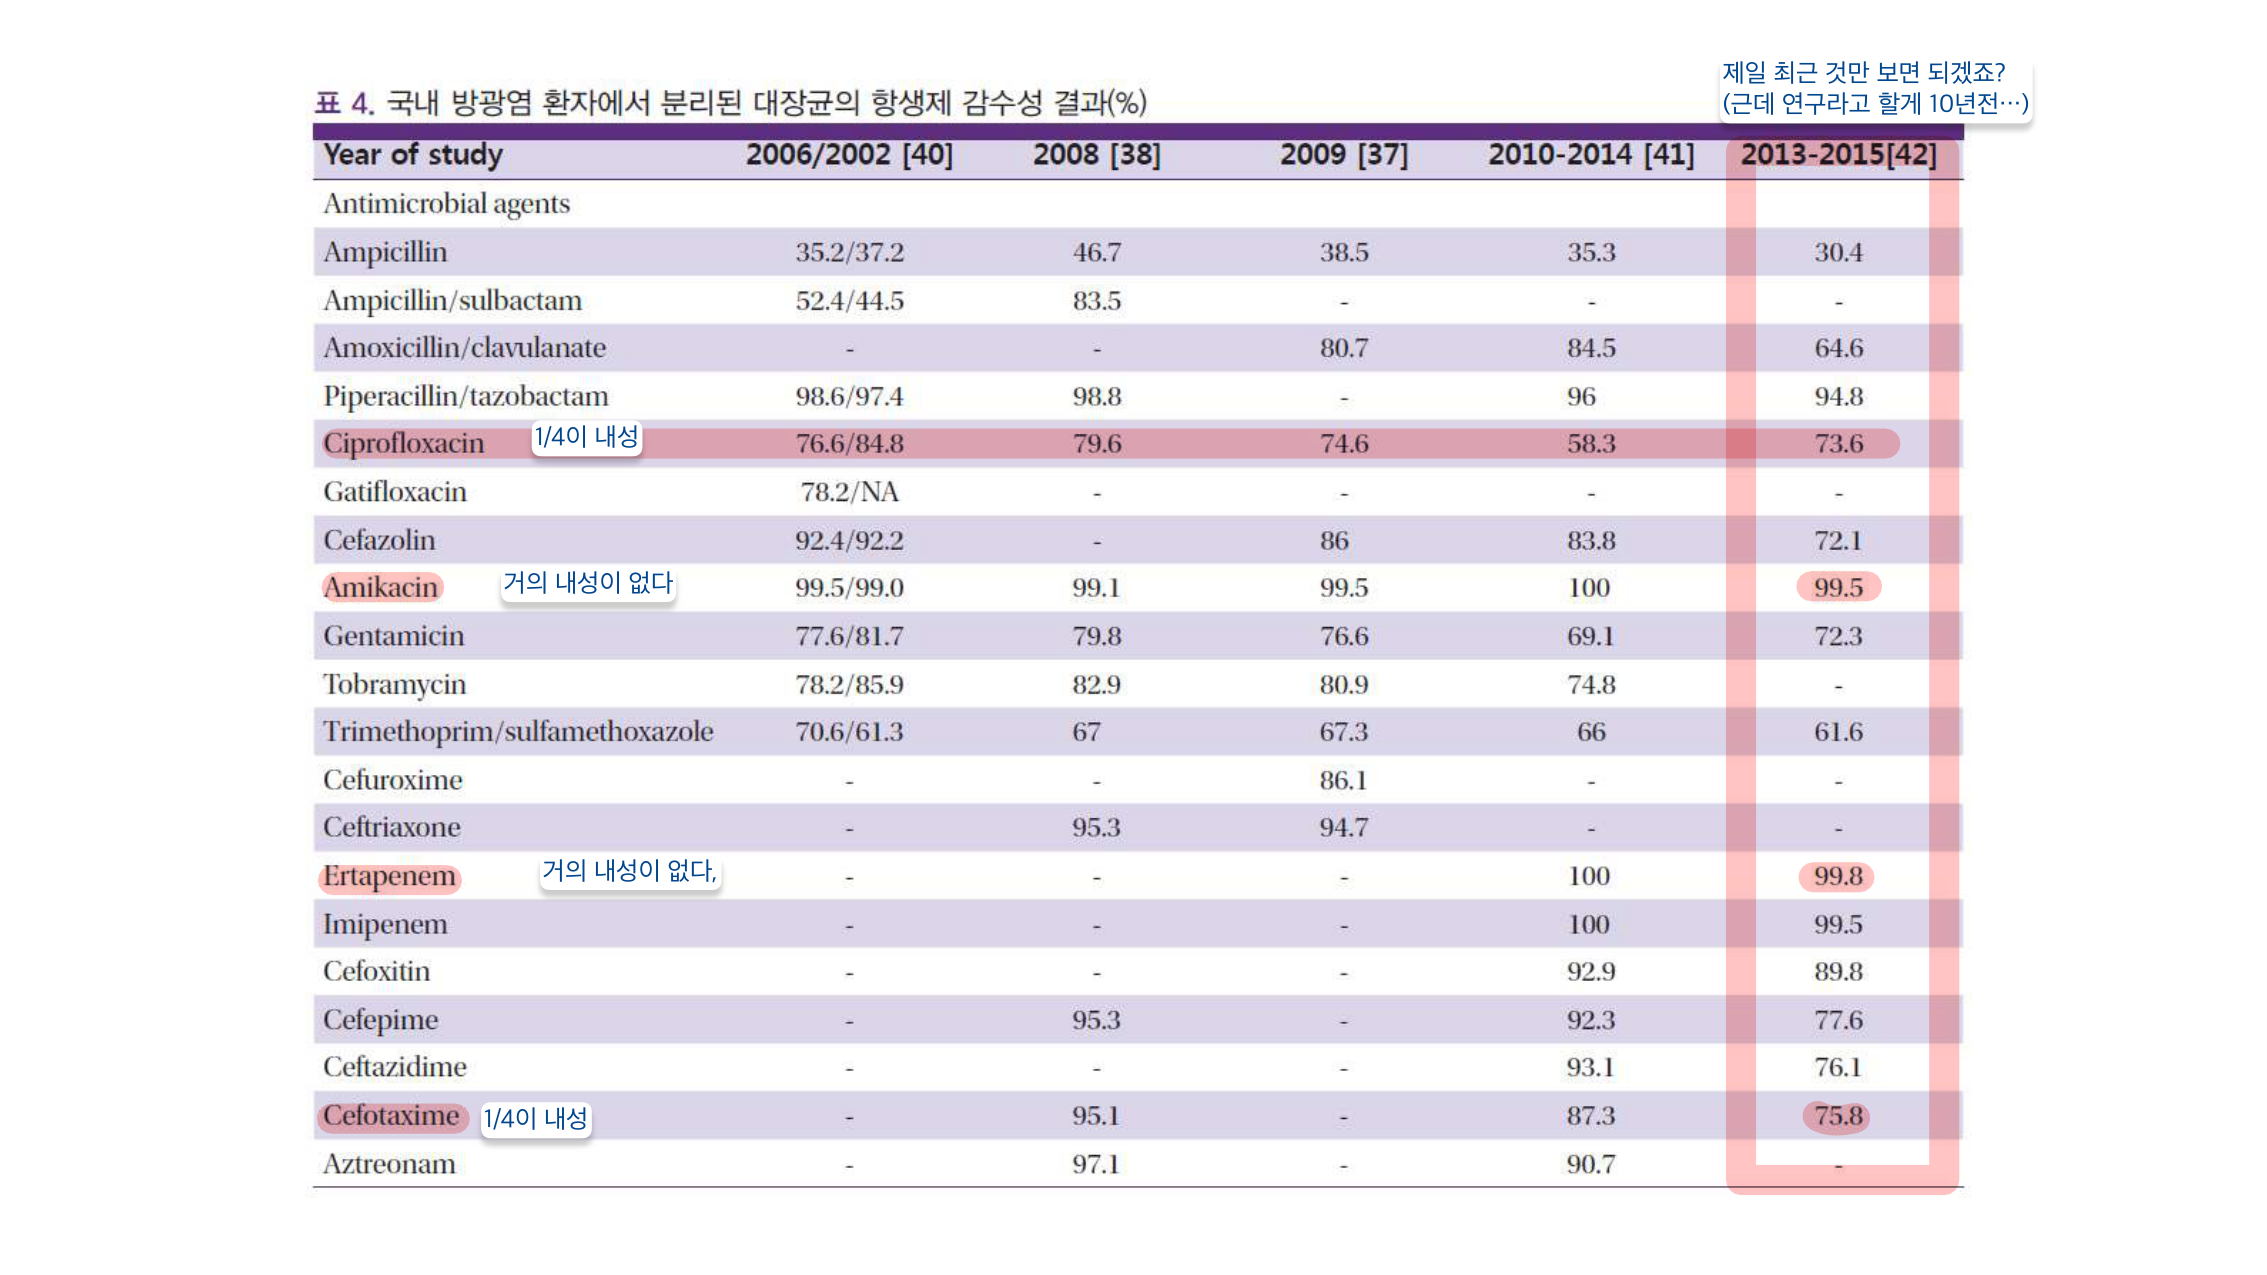 제일 최근 것만 보면 되겠죠?
(근데 연구라고 할게 10년전…)
표 4. 국내 방광염 환자에서 분리된 대장균의 항생제 감수성 결과(%)
Year of study 2006/2002 [40] 2008 [38] 2009 [37] 2010-2014 [41] 2013-2015[42]
Antimicrobial agents
Ampicillin 35.2/37.2 46.7 38.5 35.3 30.4
Ampicillin/sulbactam 52.4/44.5 83.5 - - -
Amoxicillin/clavulanate - - 80.7 84.5 64.6
Piperacillin/tazobactam 98.6/97.4 98.8 - 96 94.8
Ciprofloxacin 1/4이 내성 76.6/84.8 79.6 74.6 58.3 73.6
Gatifloxacin 78.2/NA - - - -
Cefazolin 92.4/92.2 - 86 83.8 72.1
Amikacin 거의 내성이 없다 99.5/99.0 99.1 99.5 100 99.5
Gentamicin 77.6/81.7 79.8 76.6 69.1 72.3
Tobramycin 78.2/85.9 82.9 80.9 74.8 -
Trimethoprim/sulfamethoxazole 70.6/61.3 67 67.3 66 61.6
Cefuroxime - - 86.1 - -
Ceftriaxone - 95.3 94.7 - -
Ertapenem 거의 내성이 없다, - - - 100 99.8
Imipenem - - - 100 99.5
Cefoxitin - - - 92.9 89.8
Cefepime - 95.3 - 92.3 77.6
Ceftazidime - - - 93.1 76.1
Cefotaxime 1/4이 내성 - 95.1 - 87.3 75.8
Aztreonam - 97.1 - 90.7 -